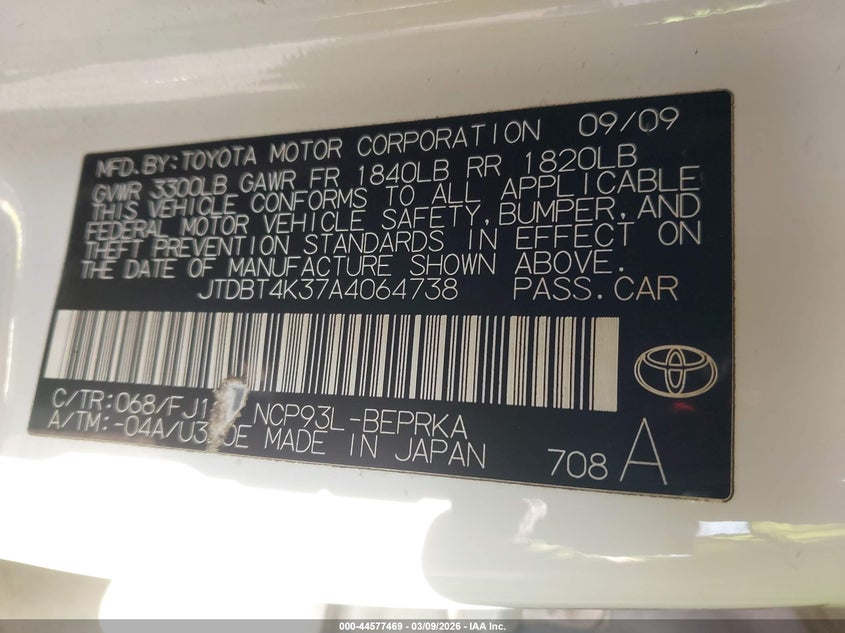 MFD.BY:TOYOTA MOTOR CORPORATION 09/09
GVWR 3300LB GAWR FR 1840LB RR 1820LB
THIS VEHICLE CONFORMS TO ALL APPLICABLE
FEDERAL MOTOR VEHICLE SAFETY, BUMPER, AND
THEFT PREVENTION STANDARDS IN EFFECT ON
THE DATE OF MANUFACTURE SHOWN ABOVE.
JTDBT4K37A4064738 PASS.CAR
C/TR:068/FJ1 NCP93L-BEPRKA
A/TM:-04A/U3 0E MADE IN JAPAN
708 A
000-44577469 - 03/09/2026 - IAA Inc.